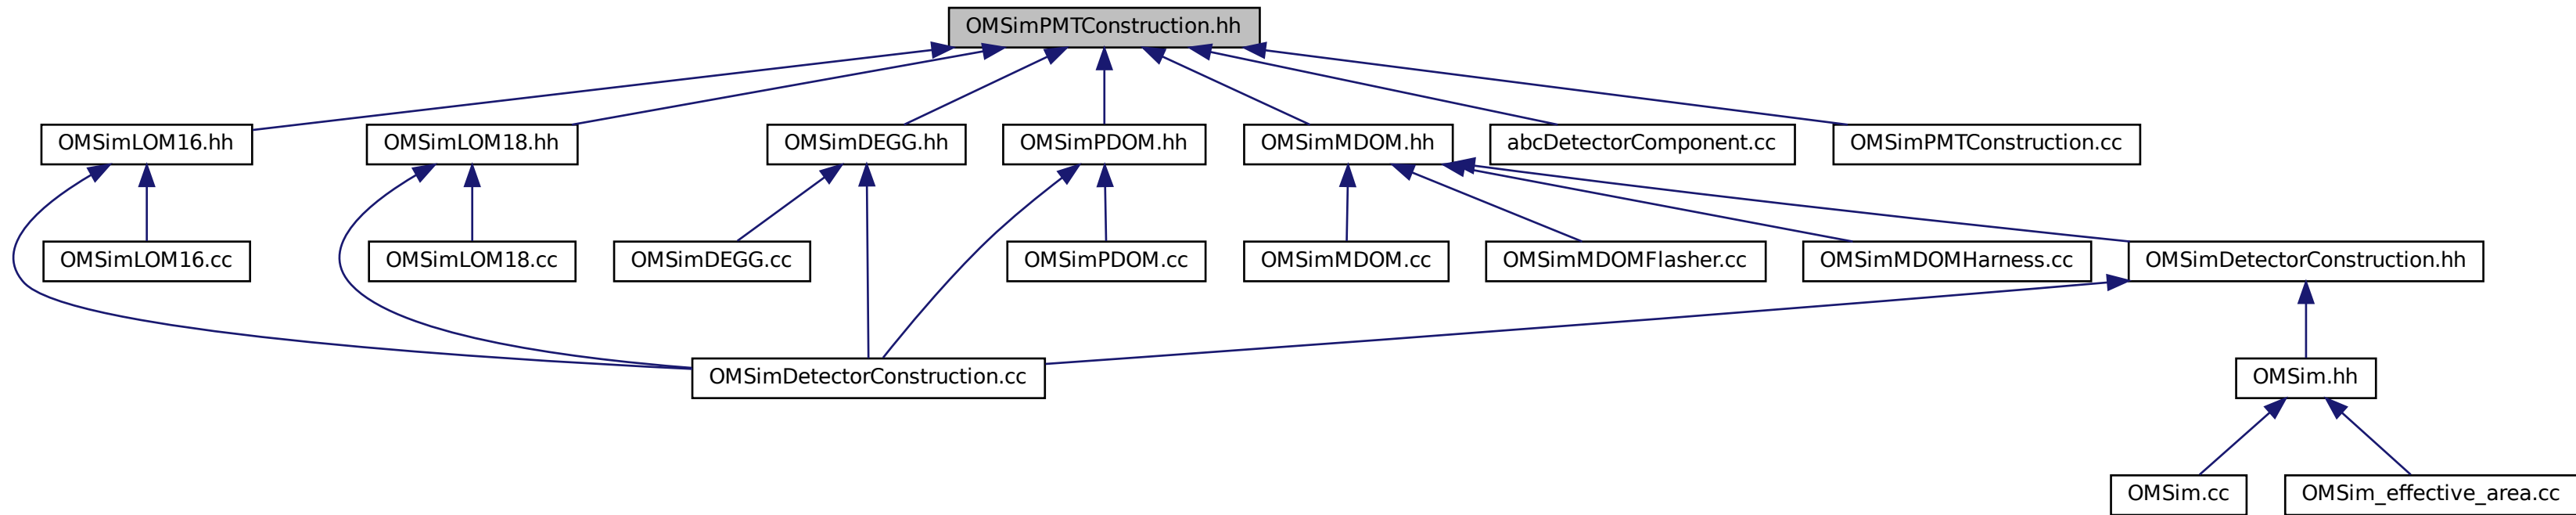 OMSimPMTConstruction.hh
OMSimLOM16.hh
OMSimLOM18.hh
OMSimDEGG.hh
OMSimPDOM.hh
OMSimMDOM.hh
abcDetectorComponent.cc
OMSimPMTConstruction.cc
OMSimLOM16.cc
OMSimLOM18.cc
OMSimDEGG.cc
OMSimPDOM.cc
OMSimMDOM.cc
OMSimMDOMFlasher.cc
OMSimMDOMHarness.cc
OMSimDetectorConstruction.hh
OMSimDetectorConstruction.cc
OMSim.hh
OMSim.cc
OMSim_effective_area.cc